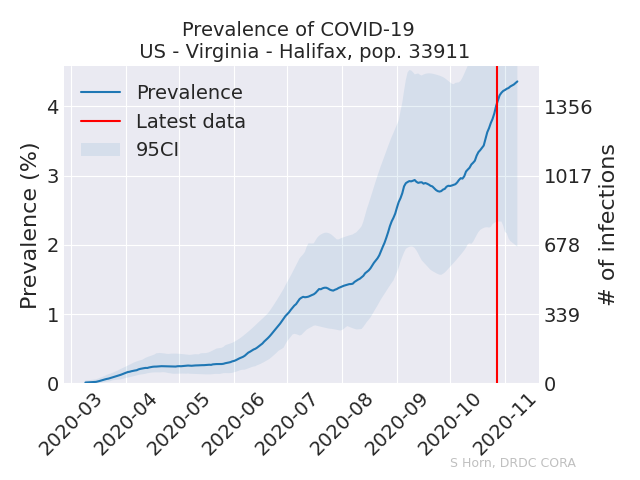 Prevalence of COVID-19
US - Virginia - Halifax, pop. 33911
Prevalence
Latest data
95CI
Prevalence (%)
4
3
2
1
0
1356
1017
678
339
0
# of infections
2020-03
2020-04
2020-05
2020-06
2020-07
2020-08
2020-09
2020-10
2020-11
S Horn, DRDC CORA